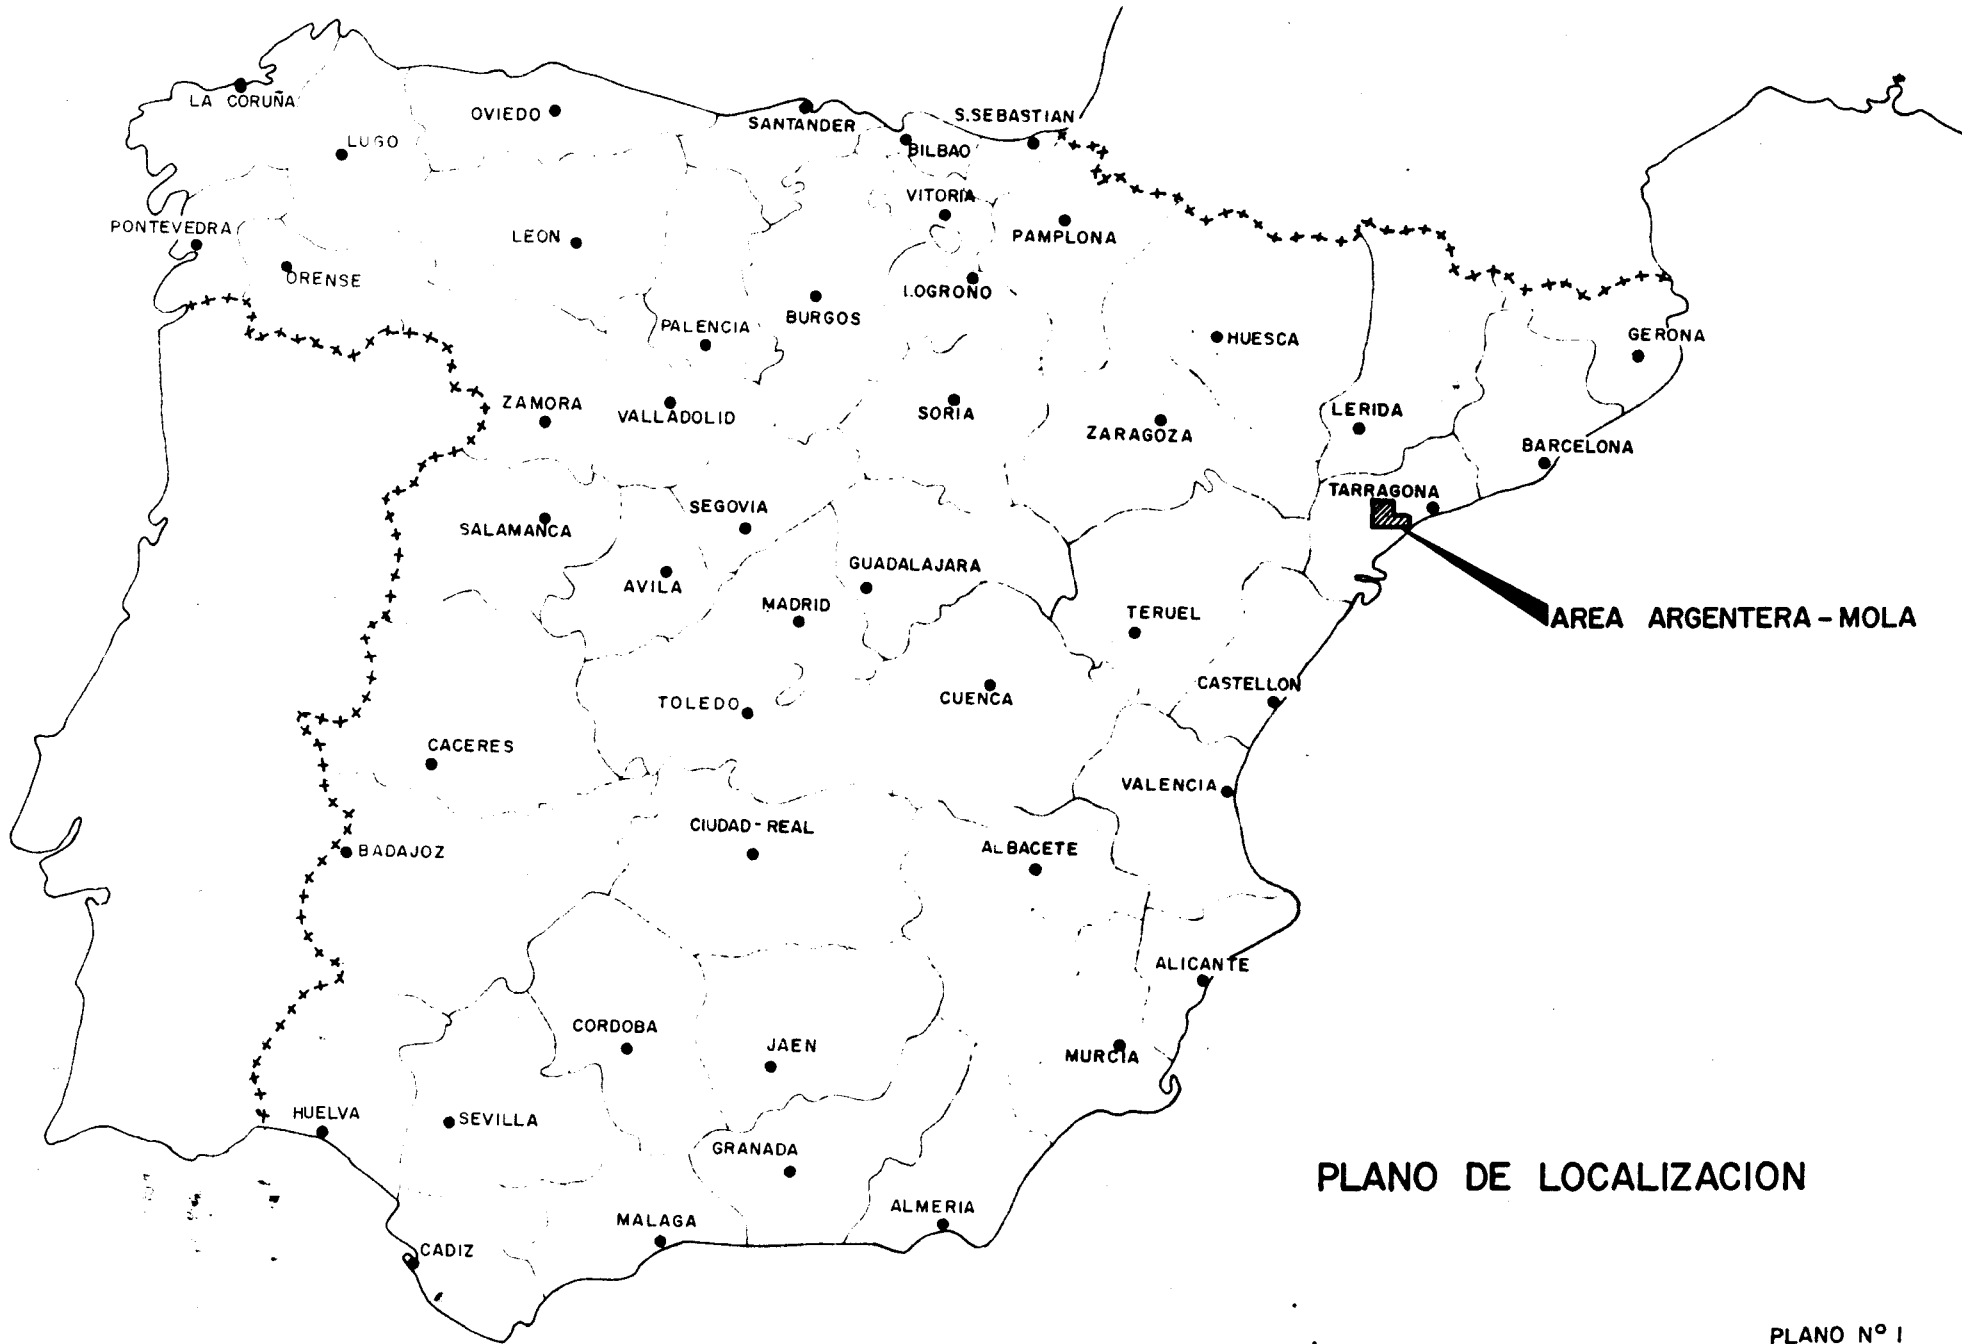 LA CORUÑA
OVIEDO
SANTANDER
S.SEBASTIAN
LUGO
BILBAO
VITORIA
PONTEVEDRA
LEON
PAMPLONA
ORENSE
LOGROÑO
BURGOS
PALENCIA
HUESCA
GERONA
ZAMORA
VALLADOLID
SORIA
ZARAGOZA
LERIDA
BARCELONA
TARRAGONA
SEGOVIA
SALAMANCA
AVILA
GUADALAJARA
MADRID
TERUEL
AREA ARGENTERA-MOLA
CASTELLON
TOLEDO
CUENCA
CACERES
VALENCIA
CIUDAD-REAL
BADAJOZ
ALBACETE
ALICANTE
CORDOBA
JAEN
MURCIA
HUELVA
SEVILLA
GRANADA
PLANO DE LOCALIZACION
ALMERIA
MALAGA
CADIZ
PLANO Nº 1